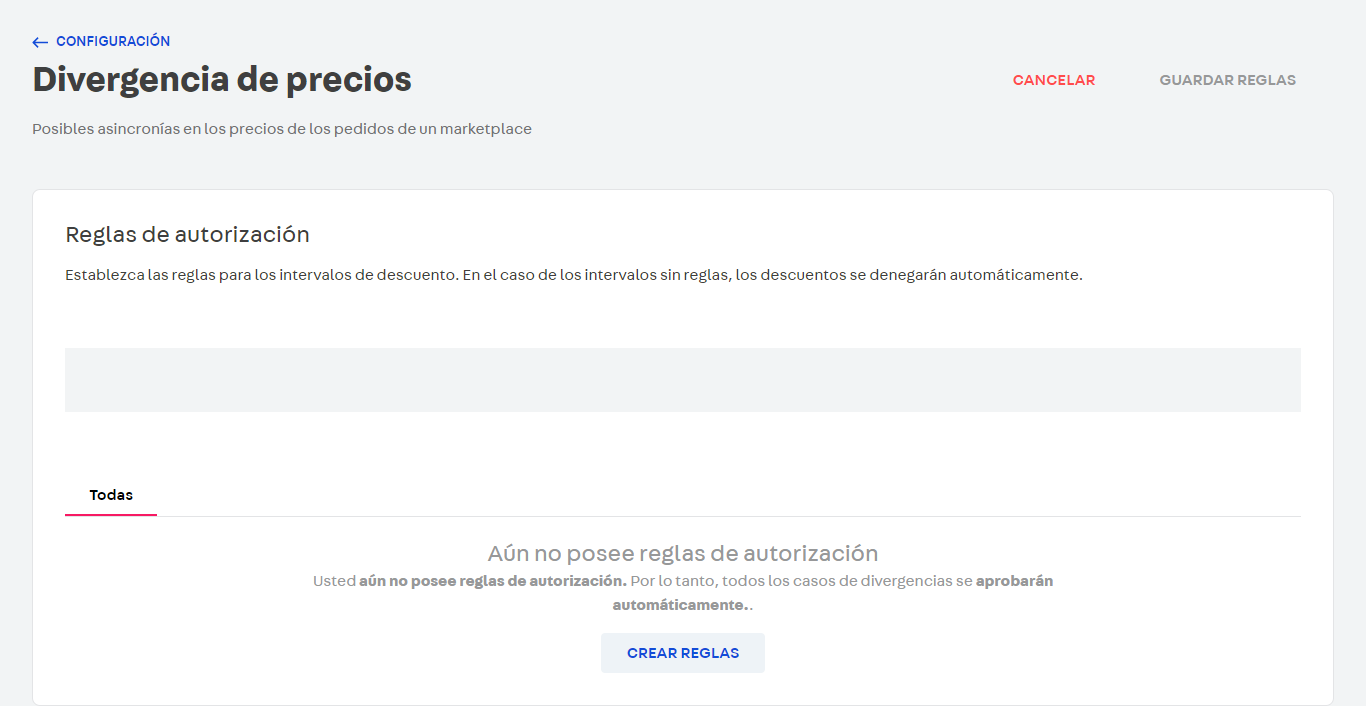 ← CONFIGURACIÓN
Divergencia de precios
CANCELAR
GUARDAR REGLAS
Posibles asincronías en los precios de los pedidos de un marketplace
Reglas de autorización
Establezca las reglas para los intervalos de descuento. En el caso de los intervalos sin reglas, los descuentos se denegarán automáticamente.
Todas
Aún no posee reglas de autorización
Usted aún no posee reglas de autorización. Por lo tanto, todos los casos de divergencias se aprobarán
automáticamente..
CREAR REGLAS